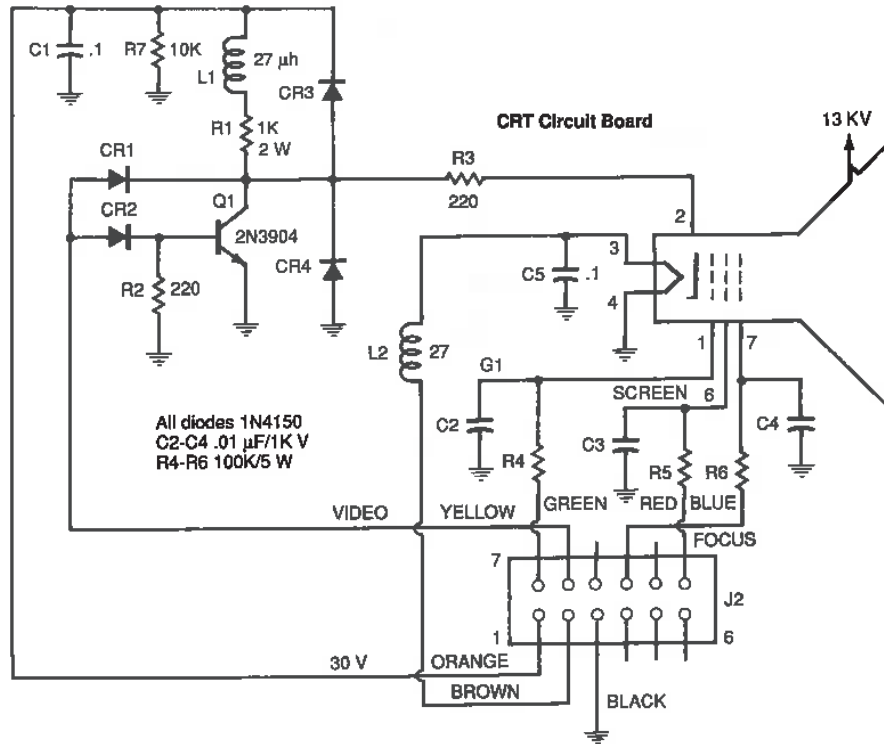 C1
.1
R7
10K
L1
27 µh
CR3
R1
1K
2 W
CRT Circuit Board
13 KV
CR1
R3
220
CR2
Q1
2N3904
2
R2
220
CR4
3
C5
.1
4
L2
27
1
7
G1
SCREEN
6
All diodes 1N4150
C2-C4 .01 µF/1K V
R4-R6 100K/5 W
C2
C3
C4
R4
R5
R6
GREEN
RED
BLUE
VIDEO
YELLOW
FOCUS
7
J2
1
6
30 V
ORANGE
BROWN
BLACK